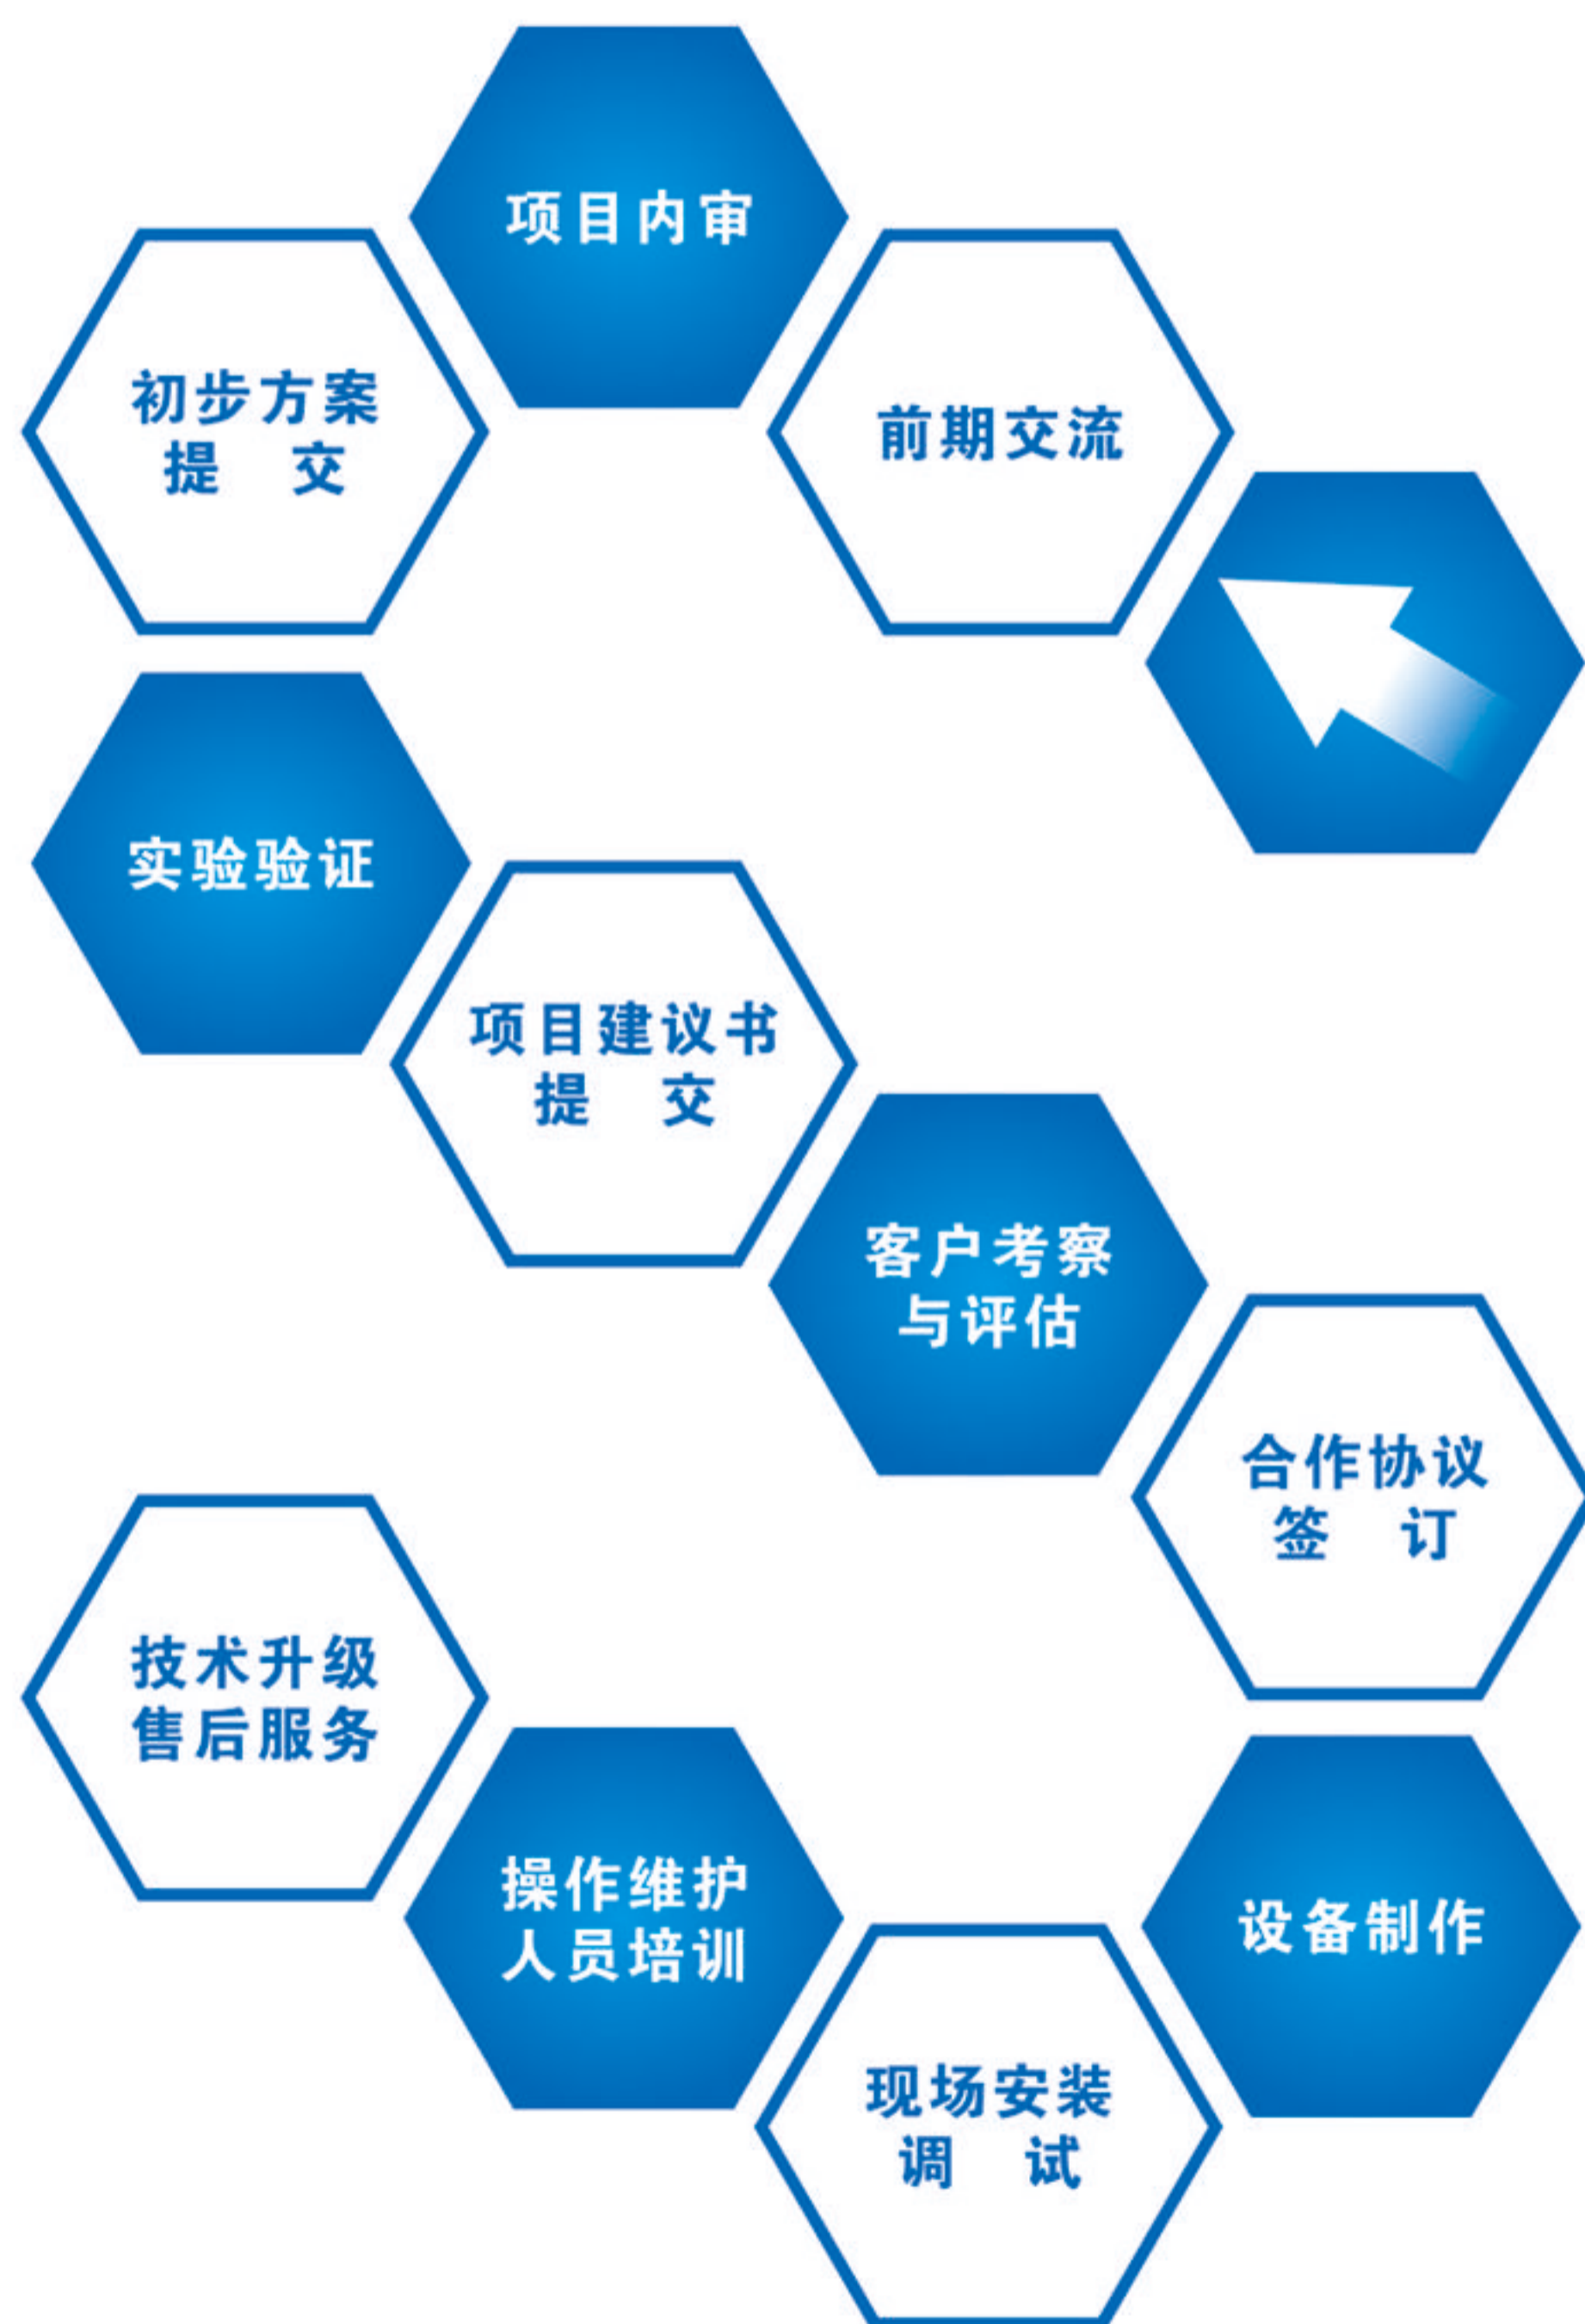 项目内审
初步方案
提 交
前期交流
实验验证
项目建议书
提 交
客户考察
与评估
合作协议
签 订
技术升级
售后服务
操作维护
人员培训
设备制作
现场安装
调 试